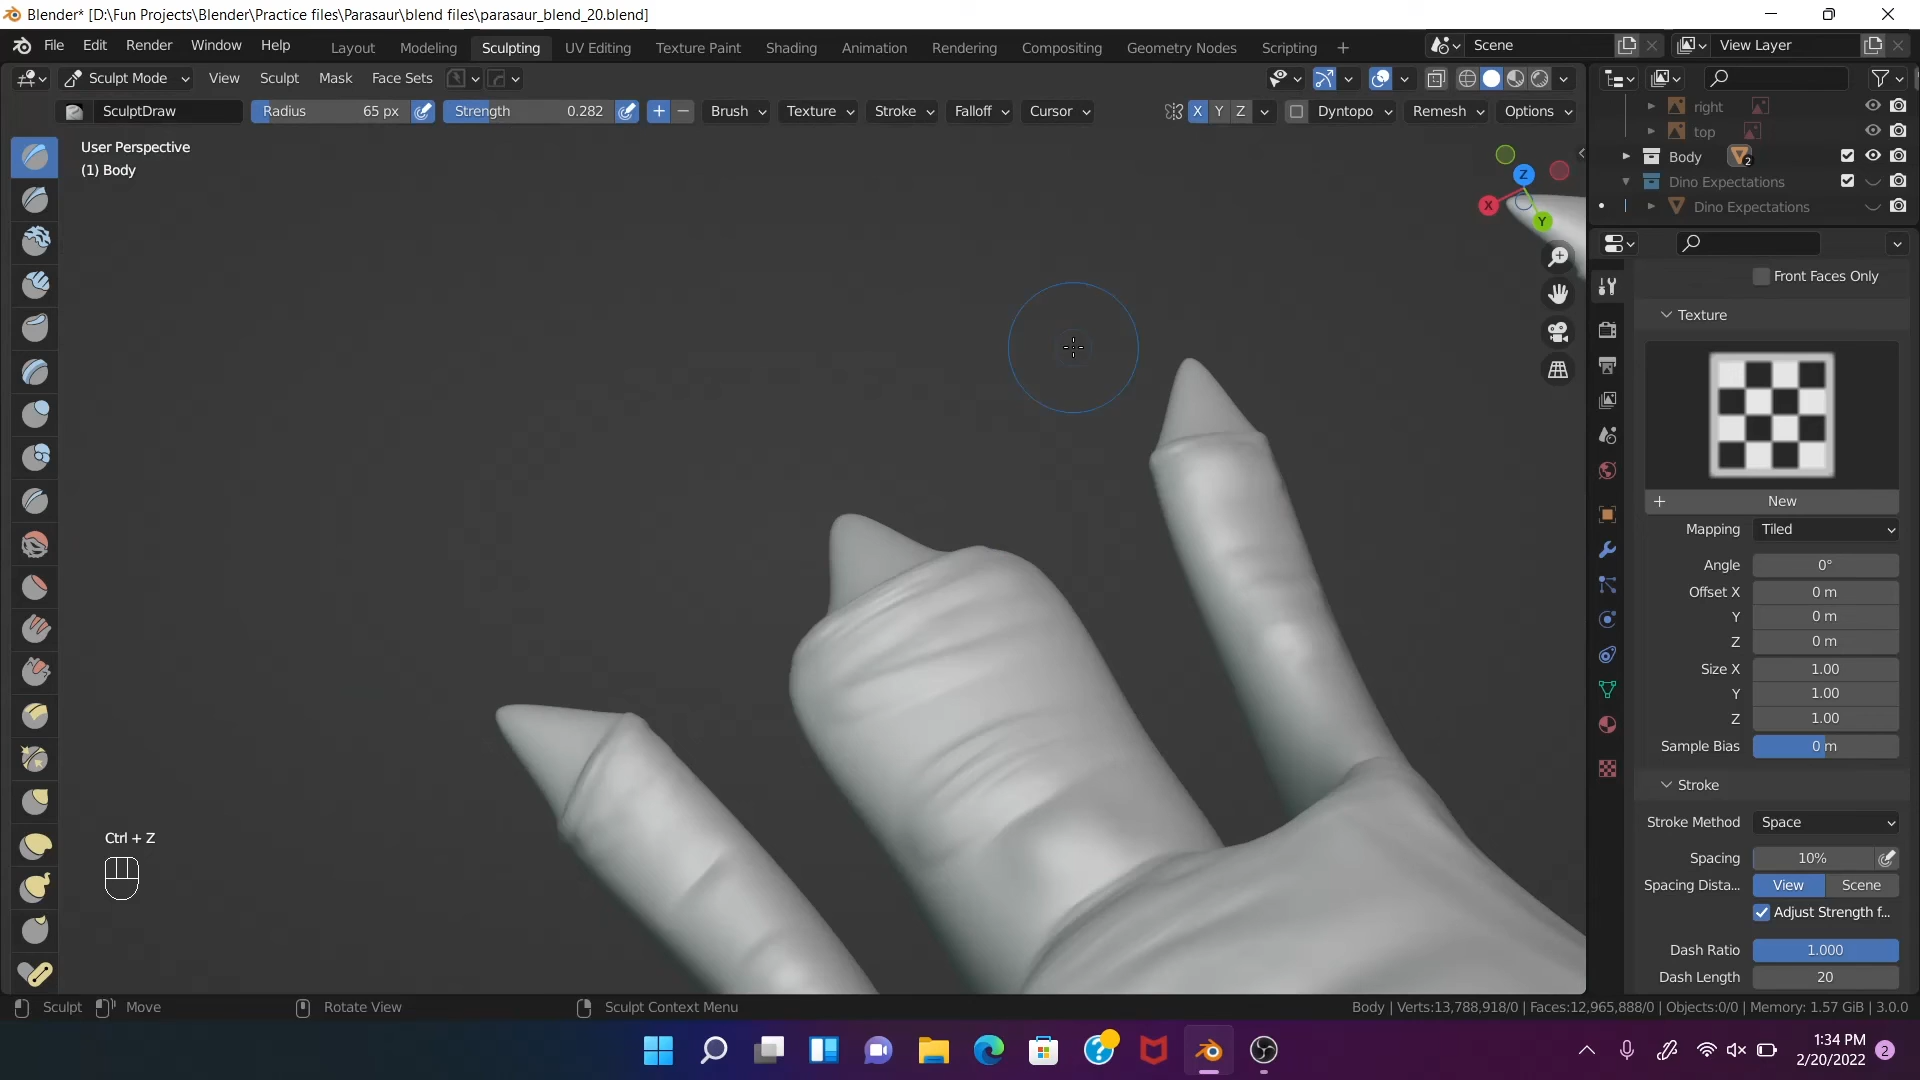 Blender* [D:\Fun Projects\Blender\Practice files\Parasaur\blend files\parasaur_blend_20.blend]
File Edit Render Window Help Layout Modeling Sculpting UV Editing Texture Paint Shading Animation Rendering Compositing Geometry Nodes Scripting + Scene View Layer
Sculpt Mode View Sculpt Mask Face Sets
SculptDraw Radius 65 px Strength 0.282 + − Brush Texture Stroke Falloff Cursor X Y Z Dyntopo Remesh Options
right
top
User Perspective
(1) Body
Body 2
Dino Expectations
Dino Expectations
Z
X
Y
Front Faces Only
Texture
+ New
Mapping Tiled
Angle 0°
Offset X 0 m
Y 0 m
Z 0 m
Size X 1.00
Y 1.00
Z 1.00
Sample Bias 0 m
Stroke
Stroke Method Space
Spacing 10%
Spacing Dista... View Scene
Adjust Strength f...
Dash Ratio 1.000
Dash Length 20
Ctrl + Z
Sculpt Move Rotate View Sculpt Context Menu Body | Verts:13,788,918/0 | Faces:12,965,888/0 | Objects:0/0 | Memory: 1.57 GiB | 3.0.0
1:34 PM
2/20/2022 2